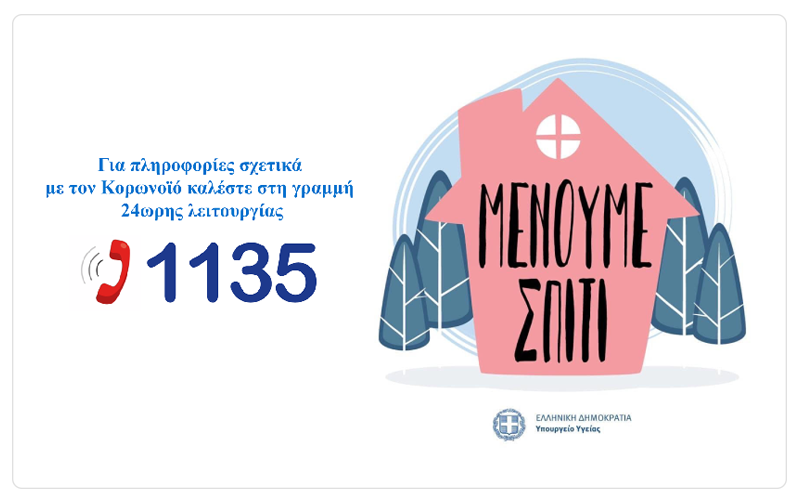 Για πληροφορίες σχετικά
με τον Κορωνοϊό καλέστε στη γραμμή
24ωρης λειτουργίας
1135
ΜΕΝΟΥΜΕ
ΣΠΙΤΙ
ΕΛΛΗΝΙΚΗ ΔΗΜΟΚΡΑΤΙΑ
Υπουργείο Υγείας